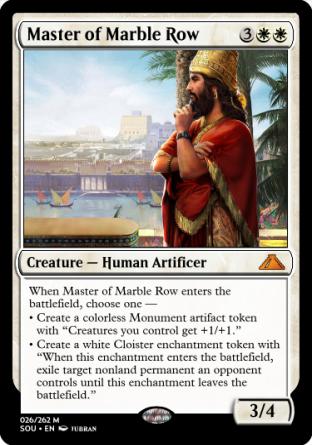 Master of Marble Row 3
Creature — Human Artificer
When Master of Marble Row enters the
battlefield, choose one —
• Create a colorless Monument artifact token
with “Creatures you control get +1/+1.”
• Create a white Cloister enchantment token with
“When this enchantment enters the battlefield,
exile target nonland permanent an opponent
controls until this enchantment leaves the
battlefield.”
3/4
026/262 M
SOU • EN YUBRAN